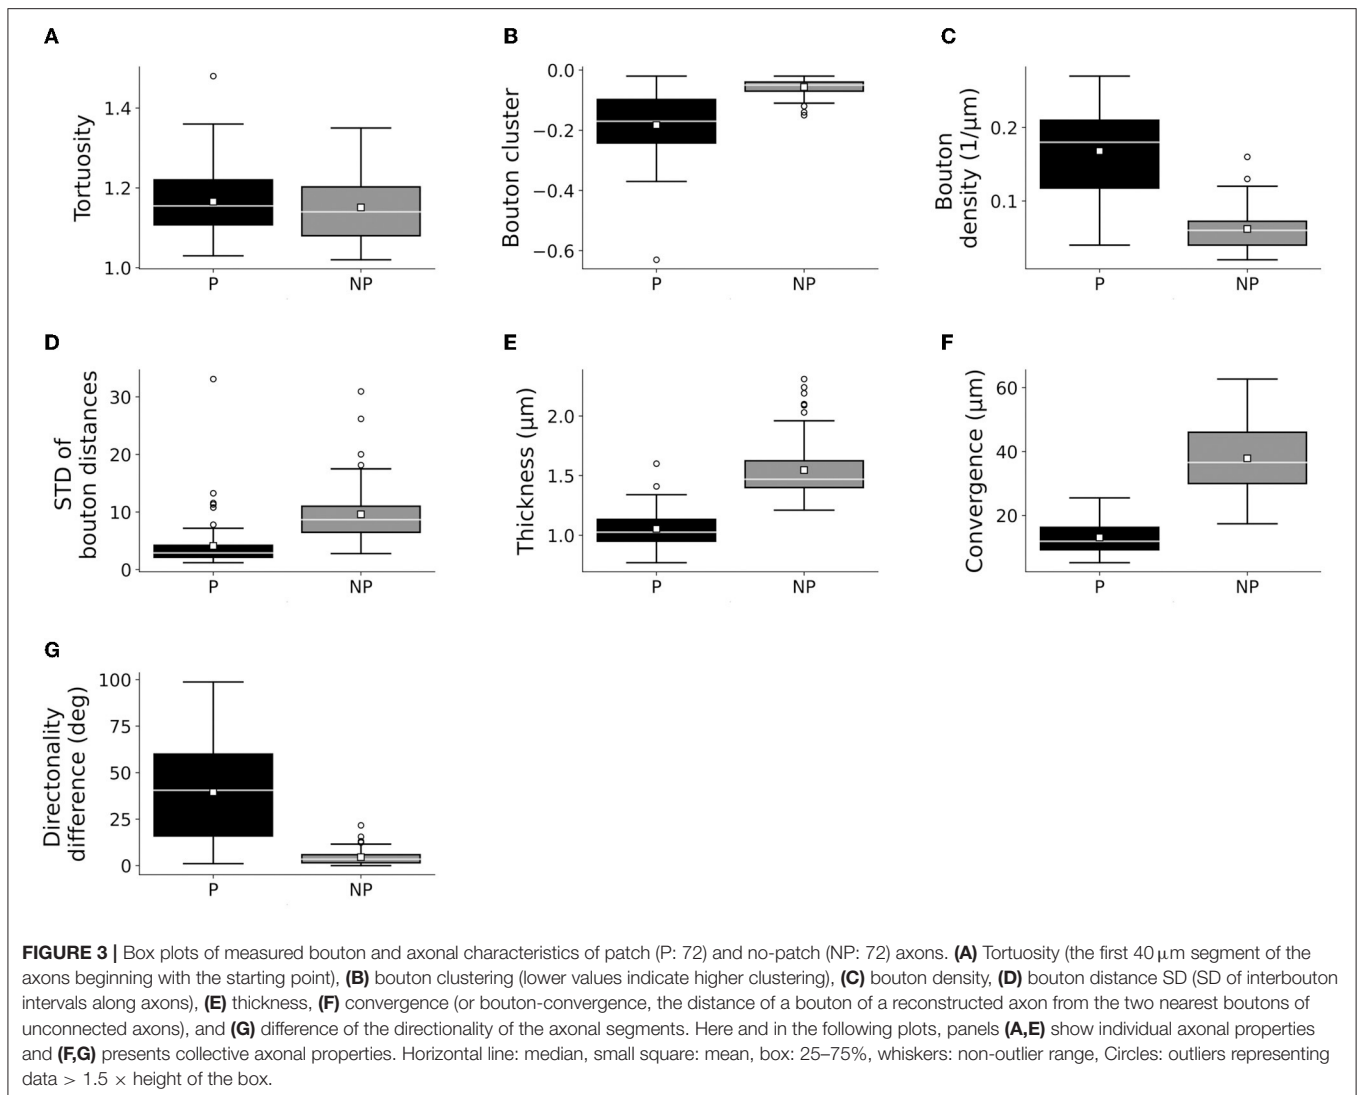 A
Tortuosity
1.4
1.2
1.0
P
NP
B
Bouton cluster
0.0
−0.2
−0.4
−0.6
P
NP
C
Bouton
density (1/μm)
0.2
0.1
P
NP
D
STD of
bouton distances
30
20
10
0
P
NP
E
Thickness (μm)
2.0
1.5
1.0
P
NP
F
Convergence (μm)
60
40
20
P
NP
G
Directonality
difference (deg)
100
75
50
25
0
P
NP
FIGURE 3 | Box plots of measured bouton and axonal characteristics of patch (P: 72) and no-patch (NP: 72) axons. (A) Tortuosity (the first 40 μm segment of the
axons beginning with the starting point), (B) bouton clustering (lower values indicate higher clustering), (C) bouton density, (D) bouton distance SD (SD of interbouton
intervals along axons), (E) thickness, (F) convergence (or bouton-convergence, the distance of a bouton of a reconstructed axon from the two nearest boutons of
unconnected axons), and (G) difference of the directionality of the axonal segments. Here and in the following plots, panels (A,E) show individual axonal properties
and (F,G) presents collective axonal properties. Horizontal line: median, small square: mean, box: 25–75%, whiskers: non-outlier range, Circles: outliers representing
data > 1.5 × height of the box.